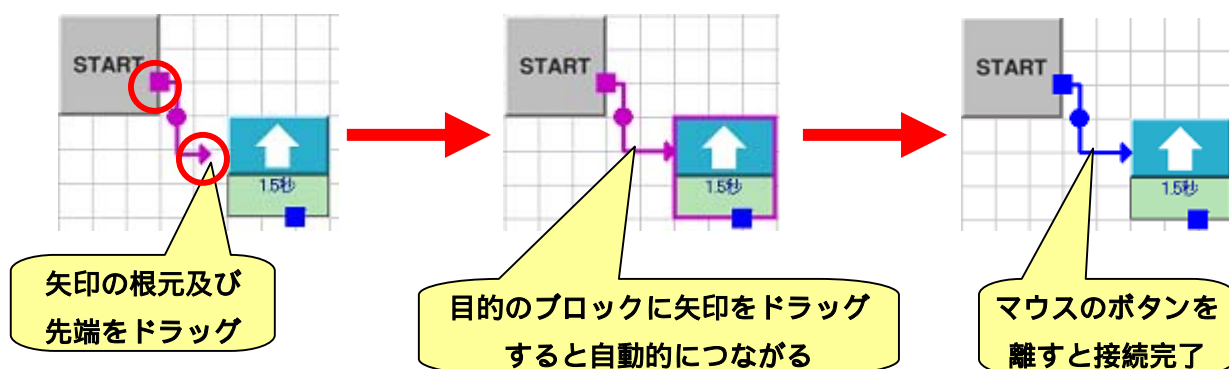 START
1.5秒
矢印の根元及び
先端をドラッグ
START
1.5秒
目的のブロックに矢印をドラッグ
すると自動的につながる
START
1.5秒
マウスのボタンを
離すと接続完了